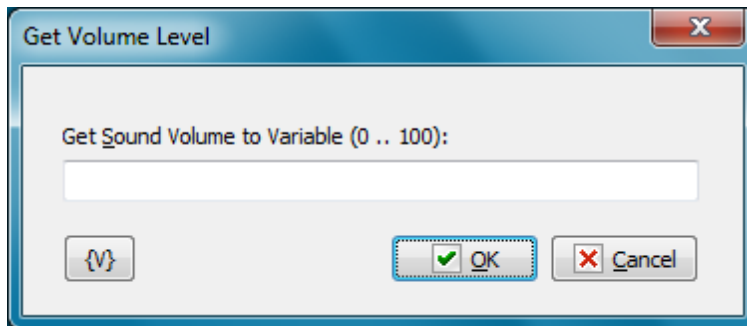 Get Volume Level
x
Get Sound Volume to Variable (0 .. 100):
{V} OK Cancel